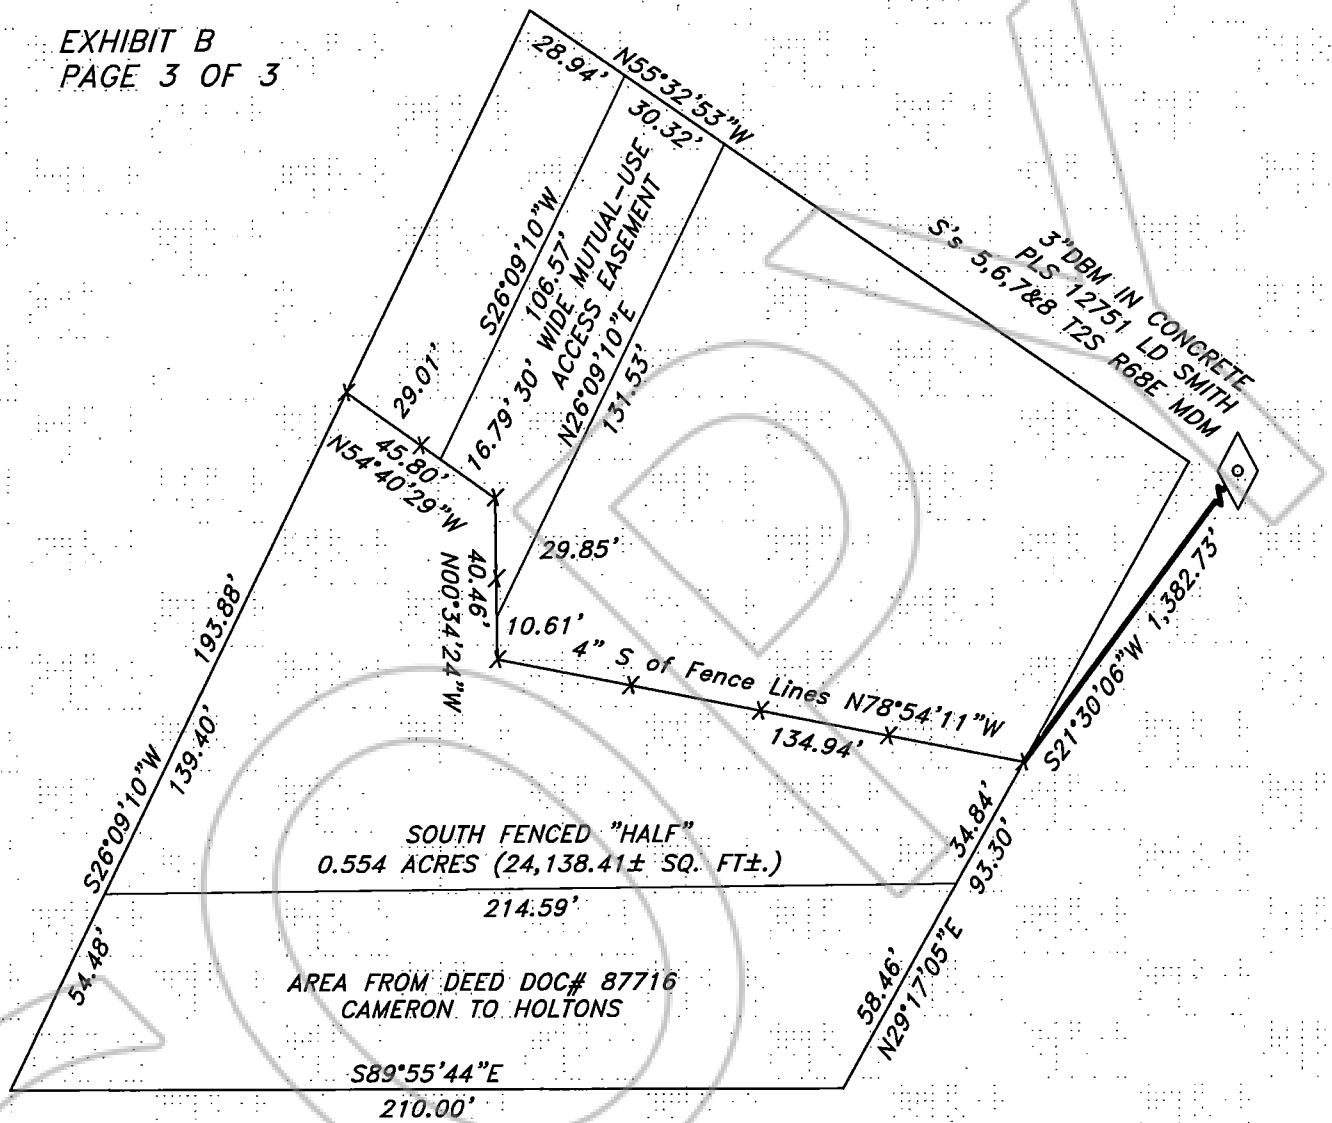 EXHIBIT B
PAGE 3 OF 3
28.94'
N55°32'53"W
30.32'
S26°09'10"W
106.57'
16.79' 30' WIDE MUTUAL-USE
ACCESS EASEMENT
N26°09'10"E
131.53'
3"DBM IN CONCRETE
PLS 12751 LD SMITH
S's 5,6,7&8 T2S R68E MDM
29.01'
45.80'
N54°40'29"W
40.46'
N00°34'24"W
29.85'
10.61'
4" S of Fence Lines N78°54'11"W
134.94'
S21°30'06"W 1,382.73'
193.88'
S26°09'10"W
139.40'
34.84'
93.30'
SOUTH FENCED "HALF"
0.554 ACRES (24,138.41± SQ. FT±.)
214.59'
54.48'
AREA FROM DEED DOC# 87716
CAMERON TO HOLTONS
58.46'
N29°17'05"E
S89°55'44"E
210.00'
COPY